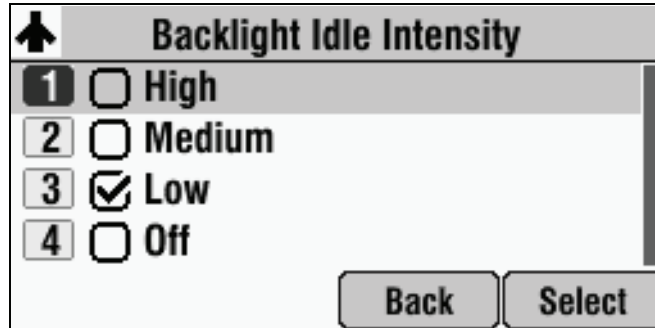 Backlight Idle Intensity
1 High
2 Medium
3 Low
4 Off
Back Select